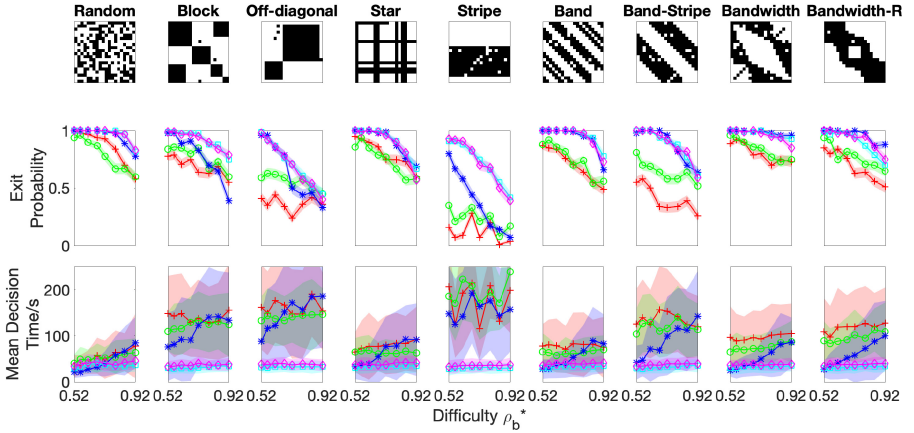 Random Block Off-diagonal Star Stripe Band Band-Stripe Bandwidth Bandwidth-R
Exit
Probability
1
0.5
0
Mean Decision
Time/s
200
100
0
0.52 0.92 0.52 0.92 0.52 0.92 0.52 0.92 0.52 0.92 0.52 0.92 0.52 0.92 0.52 0.92 0.52 0.92
Difficulty ρb*